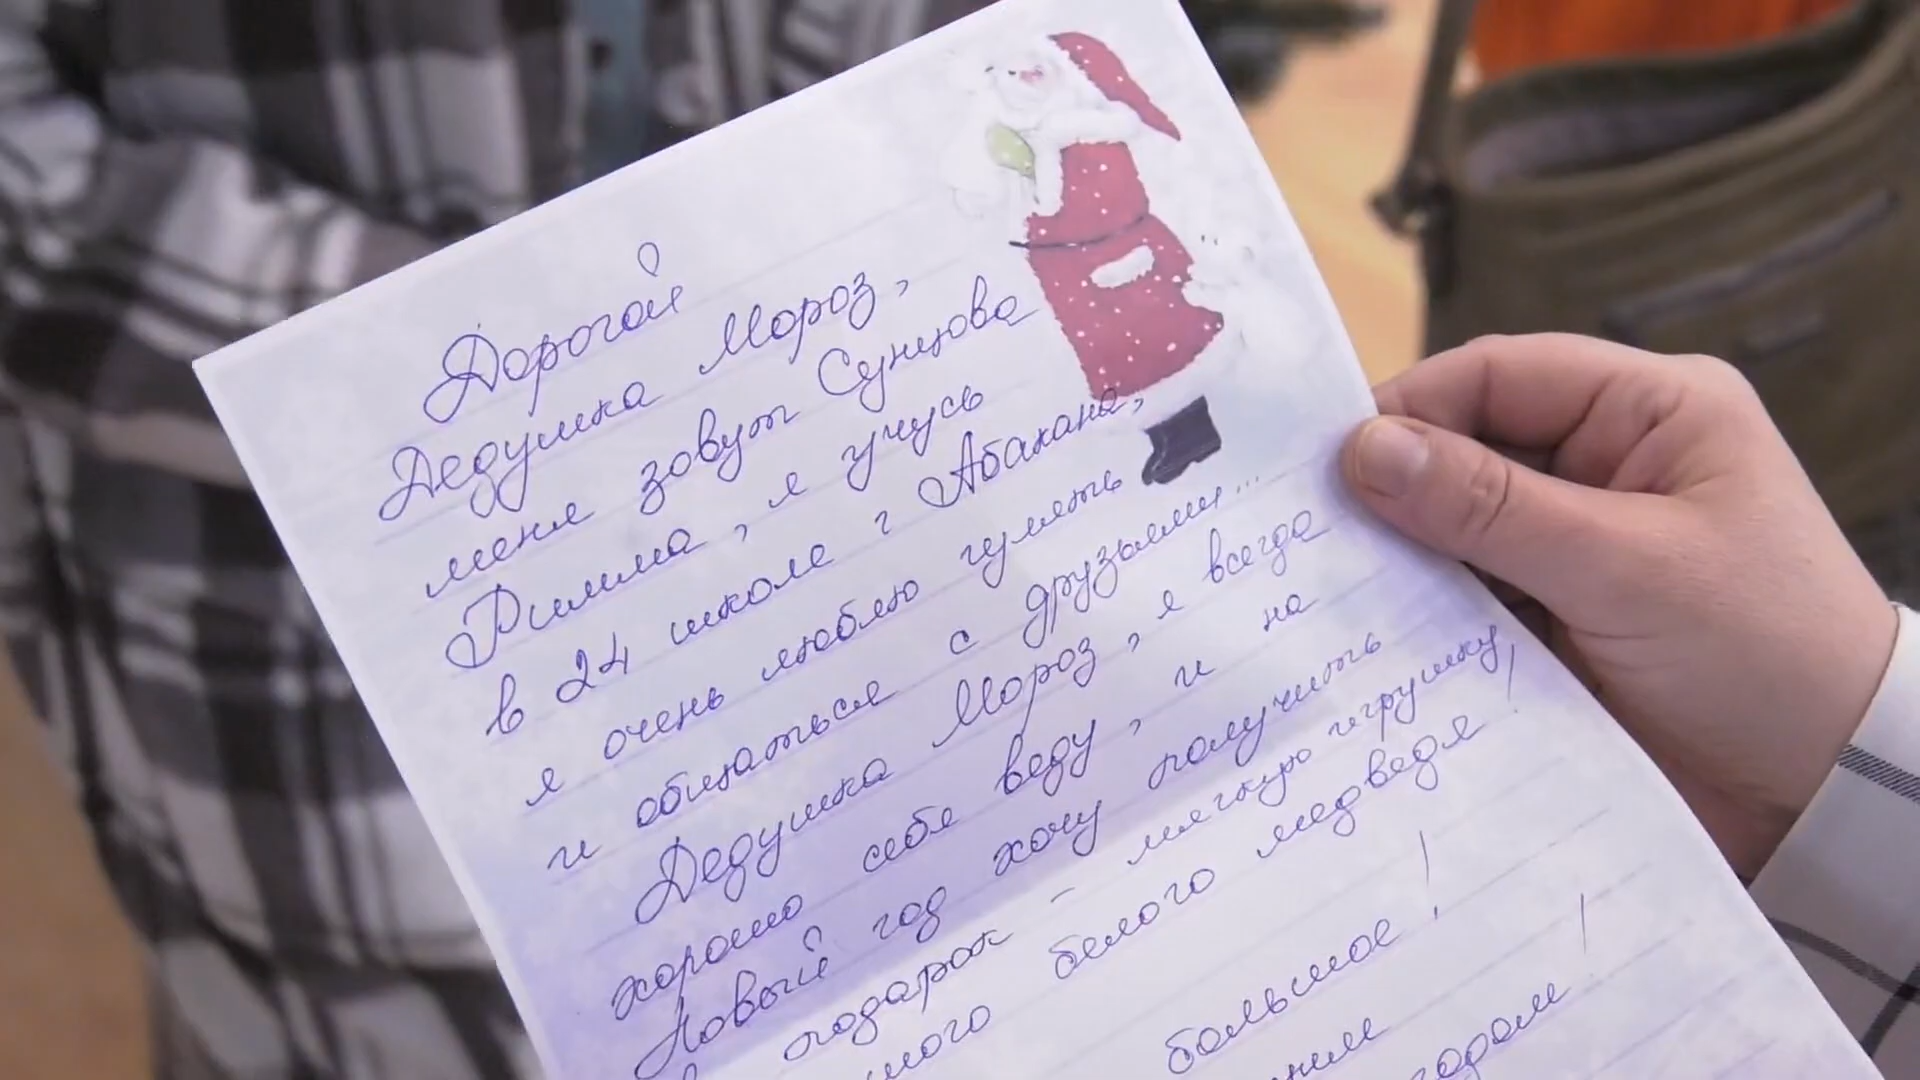 Дорогой
Дедушка Мороз,
меня зовут Сунцова
Римма, я учусь
в 24 школе г Абакана,
я очень люблю гулять
и общаться с друзьями...
Дедушка Мороз, я всегда
хорошо себя веду, и на
Новый год хочу получить
в подарок - мягкую игрушку,
белого медведя!
большое!
годом!